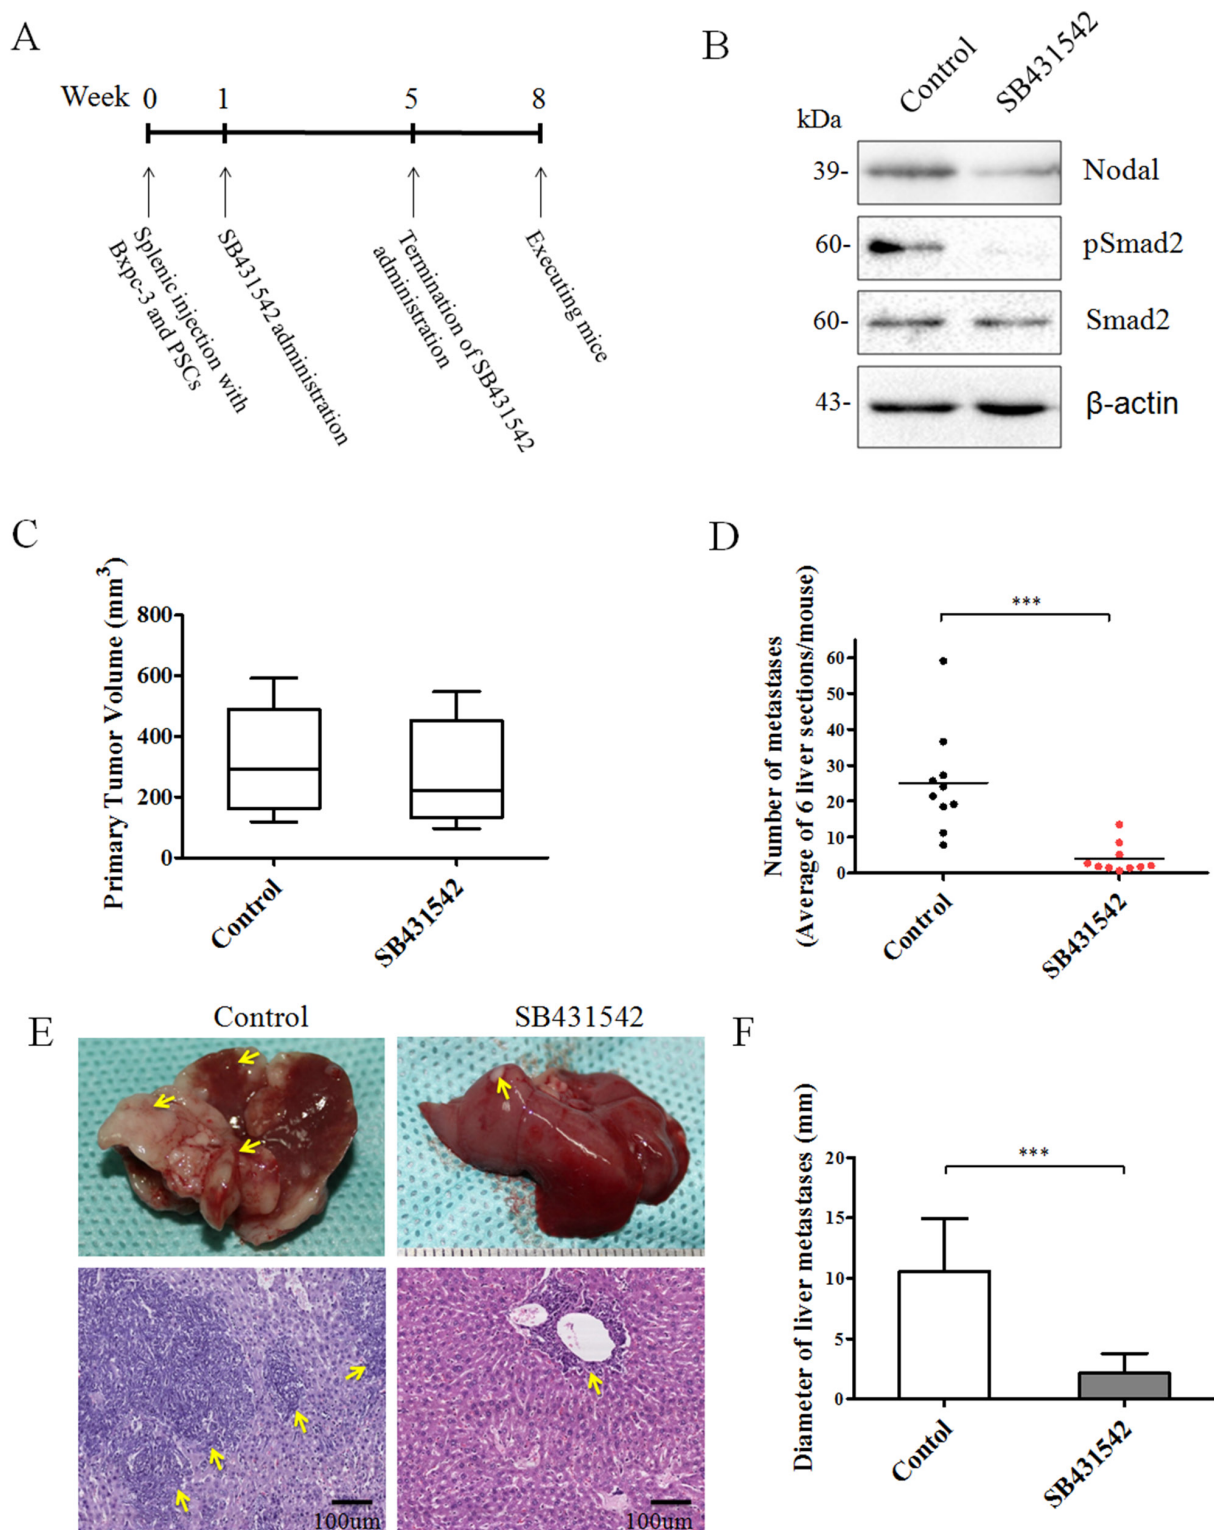 A
Week 0 1 5 8
Splenic injection with
Bxpc-3 and PSCs
SB431542 administration
Termination of SB431542
administration
Executing mice
B
Control SB431542
kDa
39- Nodal
60- pSmad2
60- Smad2
43- β-actin
C
Primary Tumor Volume (mm³)
800
600
400
200
0
Control SB431542
D
Number of metastases
(Average of 6 liver sections/mouse)
***
60
50
40
30
20
10
0
0
Control SB431542
E
Control SB431542
100um 100um
F
Diameter of liver metastases (mm)
***
20
15
10
5
0
Contol SB431542